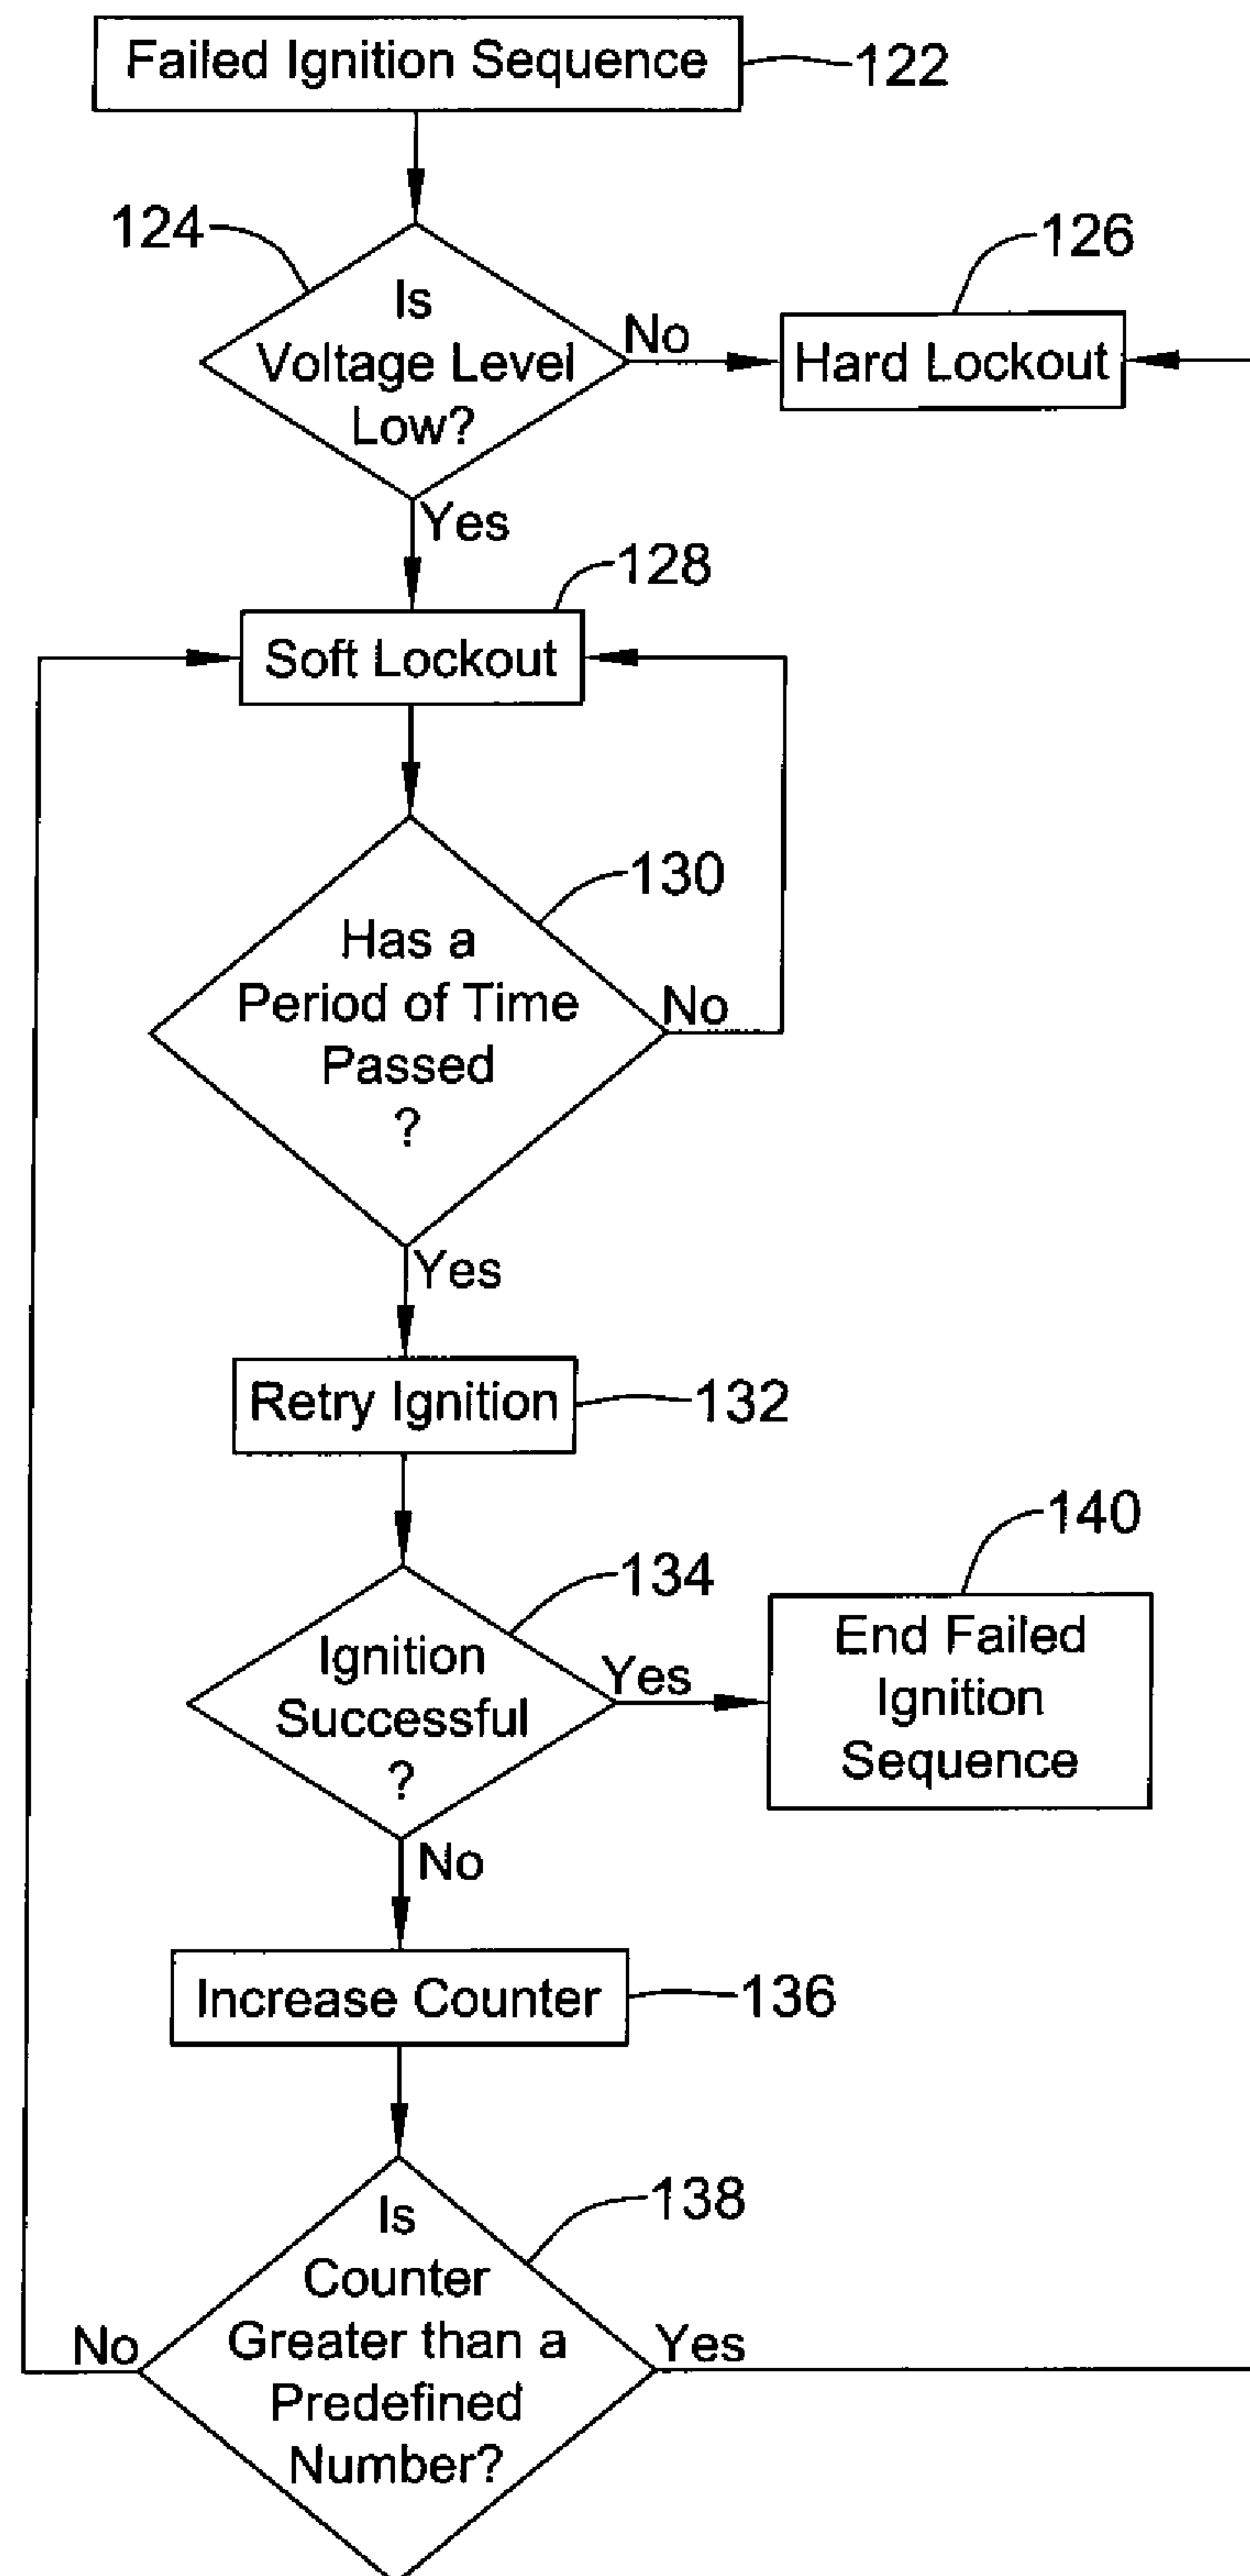 Failed Ignition Sequence
122
124
Is
Voltage Level
Low?
No
126
Hard Lockout
Yes
128
Soft Lockout
130
Has a
Period of Time
Passed
?
No
Yes
Retry Ignition
132
134
Ignition
Successful
?
Yes
140
End Failed
Ignition
Sequence
No
Increase Counter
136
138
Is
Counter
Greater than a
Predefined
Number?
No
Yes